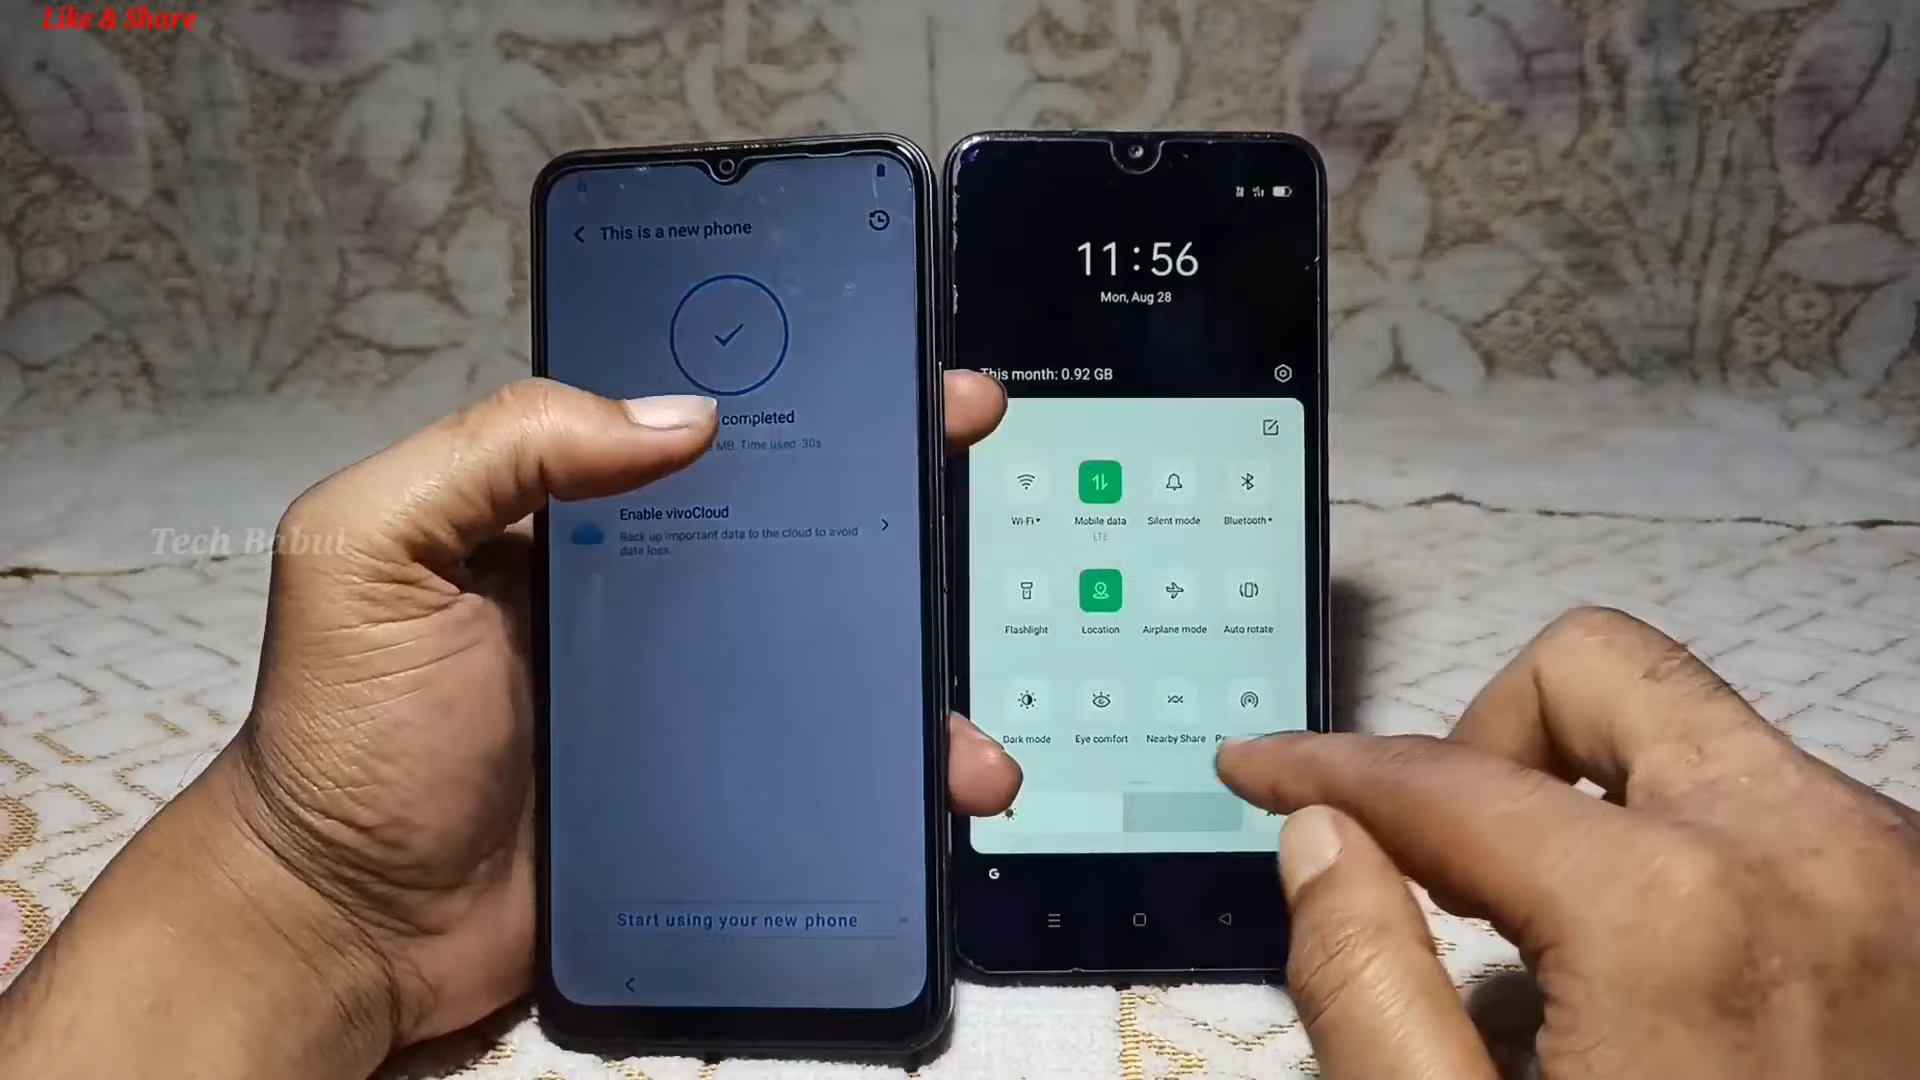 Like & Share
This is a new phone
completed
MB. Time used: 30s
Enable vivoCloud
Back up important data to the cloud to avoid
data loss.
Start using your new phone
11:56
Mon, Aug 28
This month: 0.92 GB
Wi-Fi
Mobile data
Silent mode
Bluetooth
LTE
Flashlight
Location
Airplane mode
Auto rotate
Dark mode
Eye comfort
Nearby Share
G
Tech Babul